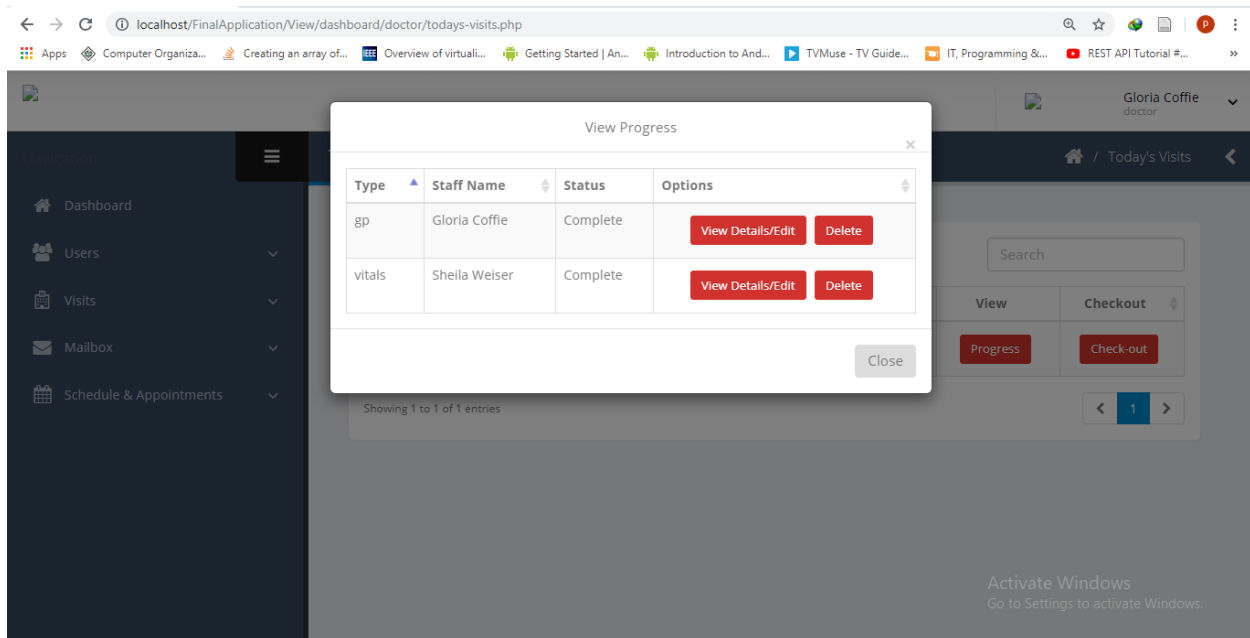 localhost/FinalApplication/View/dashboard/doctor/todays-visits.php
P
Apps Computer Organiza... Creating an array of... IEEE Overview of virtuali... Getting Started | An... Introduction to And... TVMuse - TV Guide... IT, Programming &... REST API Tutorial #... »
Gloria Coffie
doctor
View Progress
×
Navigation
/ Today's Visits
Type Staff Name Status Options
gp Gloria Coffie Complete View Details/Edit Delete
vitals Sheila Weiser Complete View Details/Edit Delete
Close
Dashboard
Users
Visits
Mailbox
Schedule & Appointments
Search
View Checkout
Progress Check-out
Showing 1 to 1 of 1 entries
1
Activate Windows
Go to Settings to activate Windows.